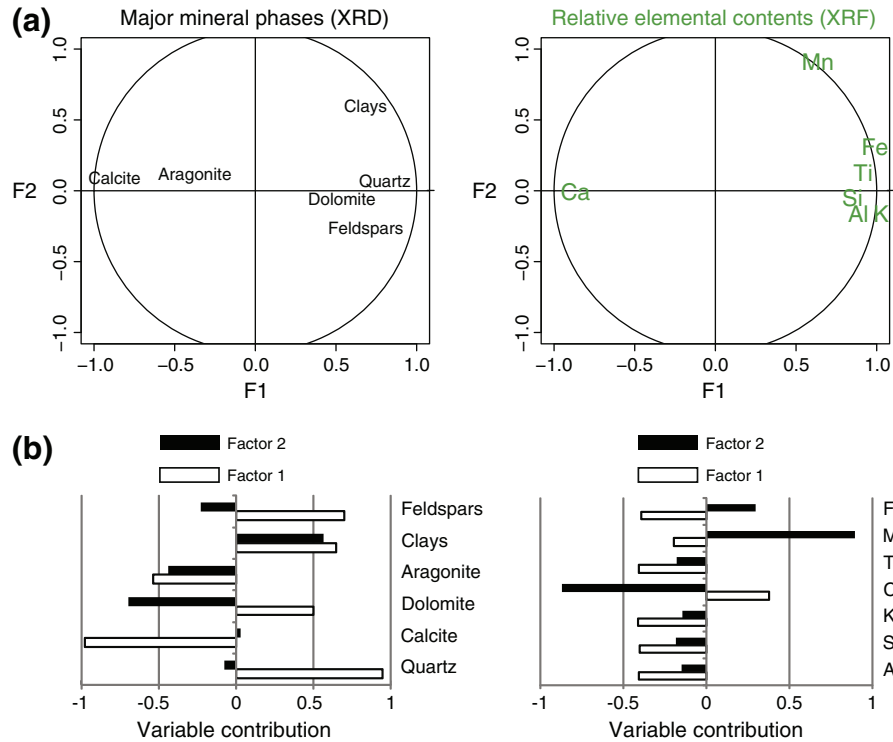 (a)
Major mineral phases (XRD)
F2
1.0
0.5
0.0
−0.5
−1.0
Clays
Calcite
Aragonite
Quartz
Dolomite
Feldspars
−1.0 −0.5 0.0 0.5 1.0
F1
Relative elemental contents (XRF)
F2
1.0
0.5
0.0
−0.5
−1.0
Mn
Fe
Ti
Ca
Si
Al K
−1.0 −0.5 0.0 0.5 1.0
F1
(b)
Factor 2
Factor 1
Feldspars
Clays
Aragonite
Dolomite
Calcite
Quartz
-1 -0.5 0 0.5 1
Variable contribution
Factor 2
Factor 1
F
M
T
C
K
S
A
-1 -0.5 0 0.5 1
Variable contribution